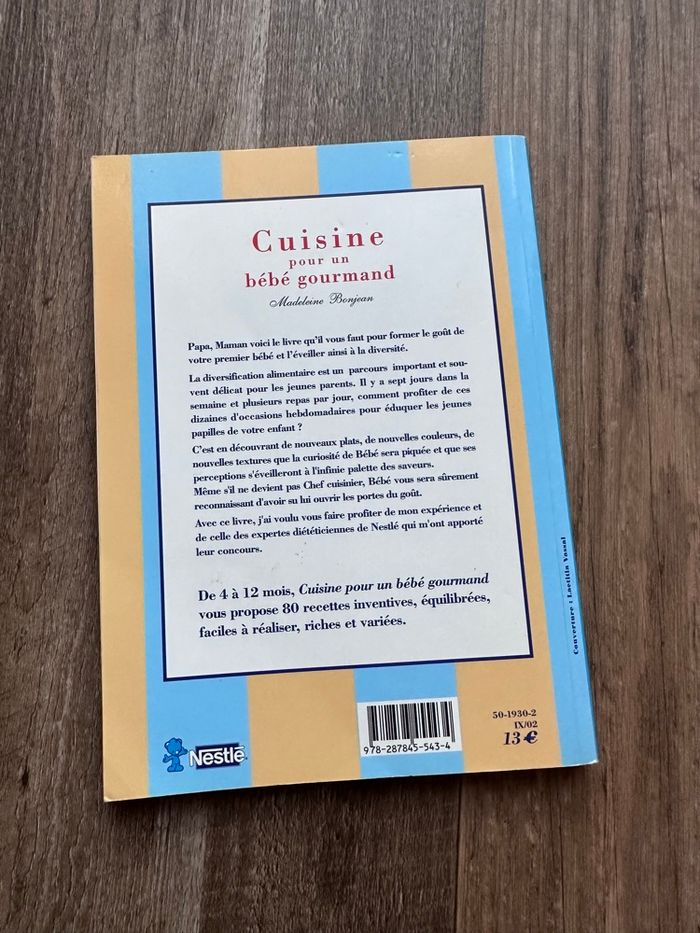 Cuisine
pour un
bébé gourmand
Madeleine Bonjean
Papa, Maman voici le livre qu'il vous faut pour former le goût de
votre premier bébé et l'éveiller ainsi à la diversité.
La diversification alimentaire est un parcours important et sou-
vent délicat pour les jeunes parents. Il y a sept jours dans la
semaine et plusieurs repas par jour, comment profiter de ces
dizaines d'occasions hebdomadaires pour éduquer les jeunes
papilles de votre enfant ?
C'est en découvrant de nouveaux plats, de nouvelles couleurs, de
nouvelles textures que la curiosité de Bébé sera piquée et que ses
perceptions s'éveilleront à l'infinie palette des saveurs.
Même s'il ne devient pas Chef cuisinier, Bébé vous sera sûrement
reconnaissant d'avoir su lui ouvrir les portes du goût.
Avec ce livre, j'ai voulu vous faire profiter de mon expérience et
de celle des expertes diététiciennes de Nestlé qui m'ont apporté
leur concours.
De 4 à 12 mois, Cuisine pour un bébé gourmand
vous propose 80 recettes inventives, équilibrées,
faciles à réaliser, riches et variées.
Couverture : Laetitia Vassal
Nestlé
978-287845-543-4
50-1930-2
IX/02
13 €